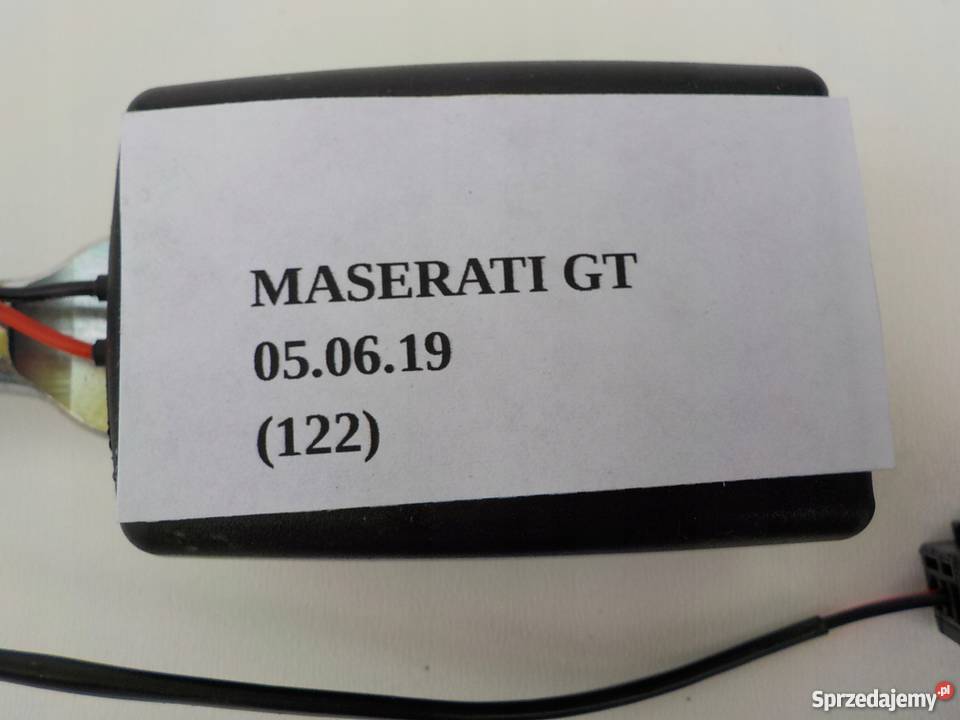 MASERATI GT
05.06.19
(122)
Sprzedajemy.pl